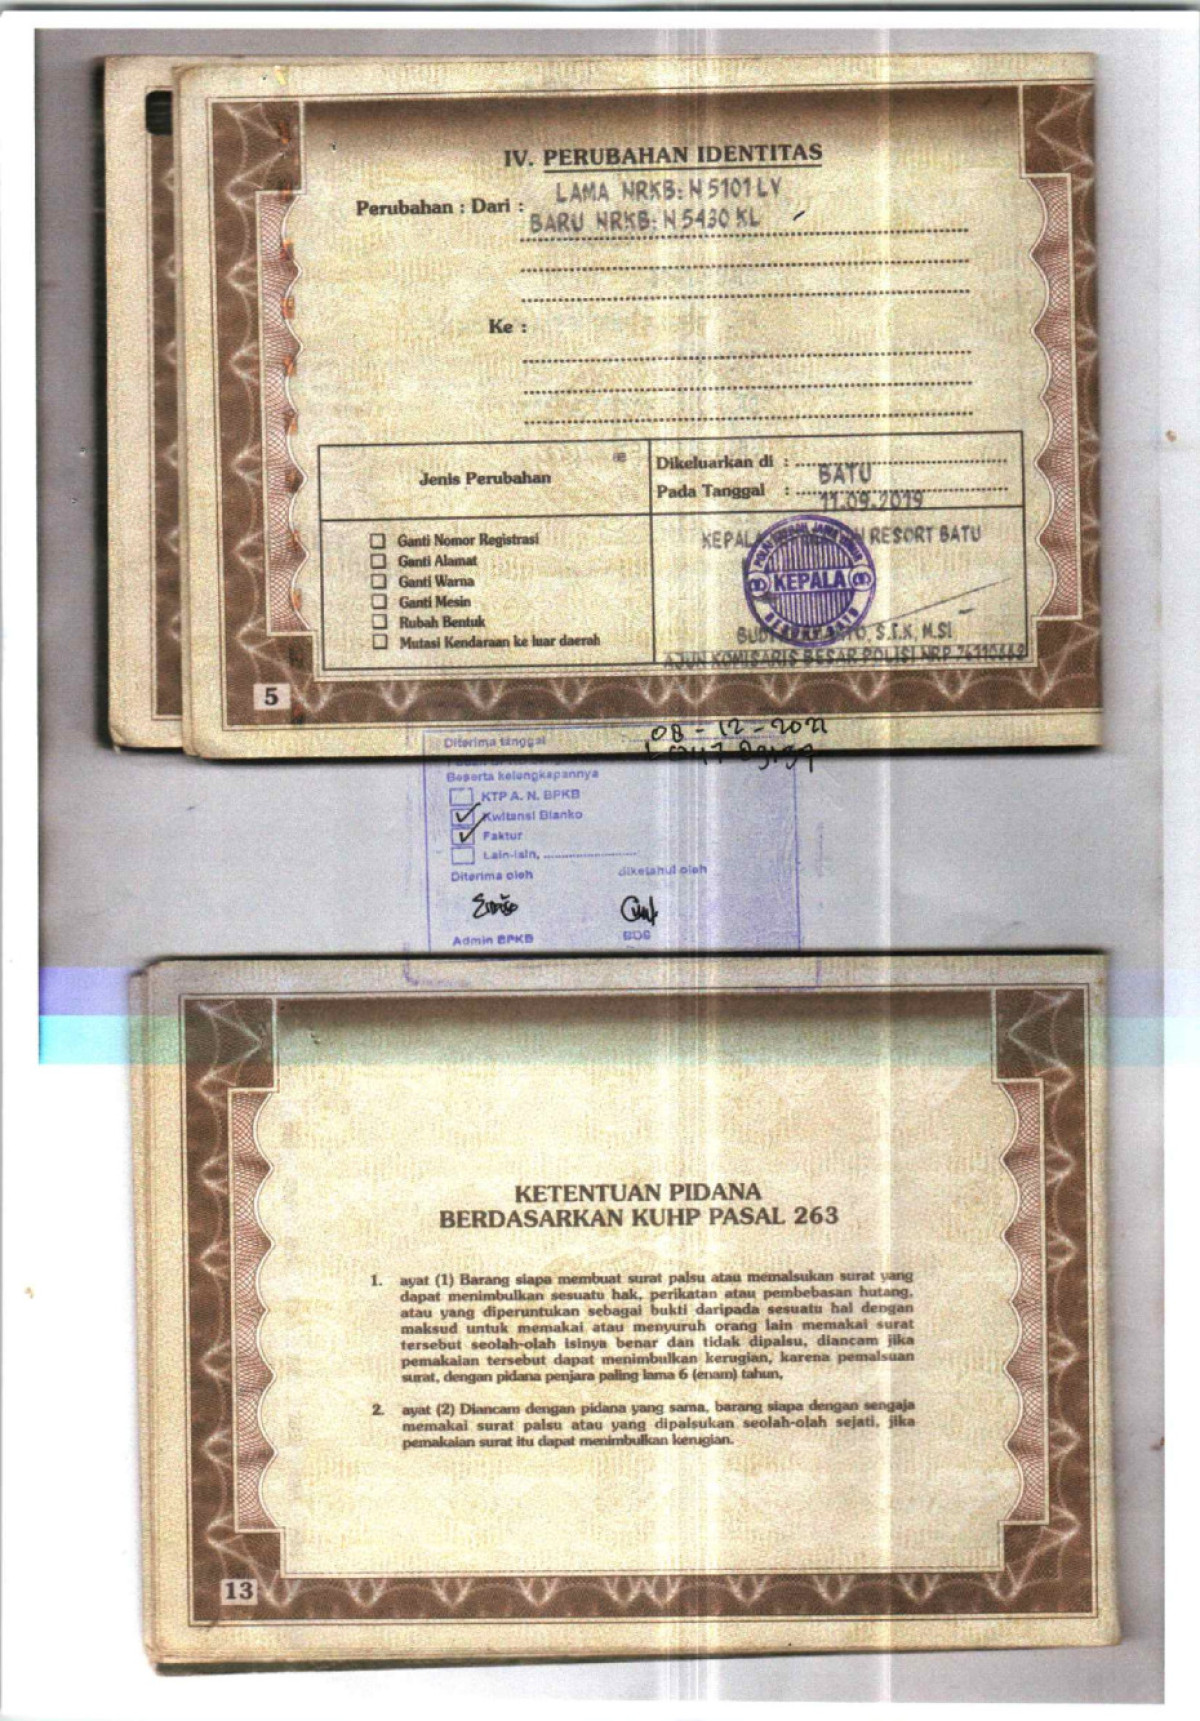 IV. PERUBAHAN IDENTITAS
LAMA NRKB: N 5101 LV
Perubahan : Dari :
BARU NRKB: N 5430 KL
Ke :
Jenis Perubahan
Dikeluarkan di : BATU
Pada Tanggal : 11.09.2019
Ganti Nomor Registrasi
Ganti Alamat
Ganti Warna
Ganti Mesin
Rubah Bentuk
Mutasi Kendaraan ke luar daerah
KEPALA RESORT BATU
KEPALA
S.I.K, M.SI
AJUN KOMISARIS BESAR POLISI NRP
5
Diterima tanggal 08-12-2021
Beserta kelengkapannya
KTP A. N. BPKB
Kwitansi Blanko
Faktur
Lain-lain,
Diterima oleh diketahui oleh
Admin BPKB
KETENTUAN PIDANA
BERDASARKAN KUHP PASAL 263
1. ayat (1) Barang siapa membuat surat palsu atau memalsukan surat yang
dapat menimbulkan sesuatu hak, perikatan atau pembebasan hutang,
atau yang diperuntukan sebagai bukti daripada sesuatu hal dengan
maksud untuk memakai atau menyuruh orang lain memakai surat
tersebut seolah-olah isinya benar dan tidak dipalsu, diancam jika
pemakaian tersebut dapat menimbulkan kerugian, karena pemalsuan
surat, dengan pidana penjara paling lama 6 (enam) tahun,
2. ayat (2) Diancam dengan pidana yang sama, barang siapa dengan sengaja
memakai surat palsu atau yang dipalsukan seolah-olah sejati, jika
pemakaian surat itu dapat menimbulkan kerugian.
13